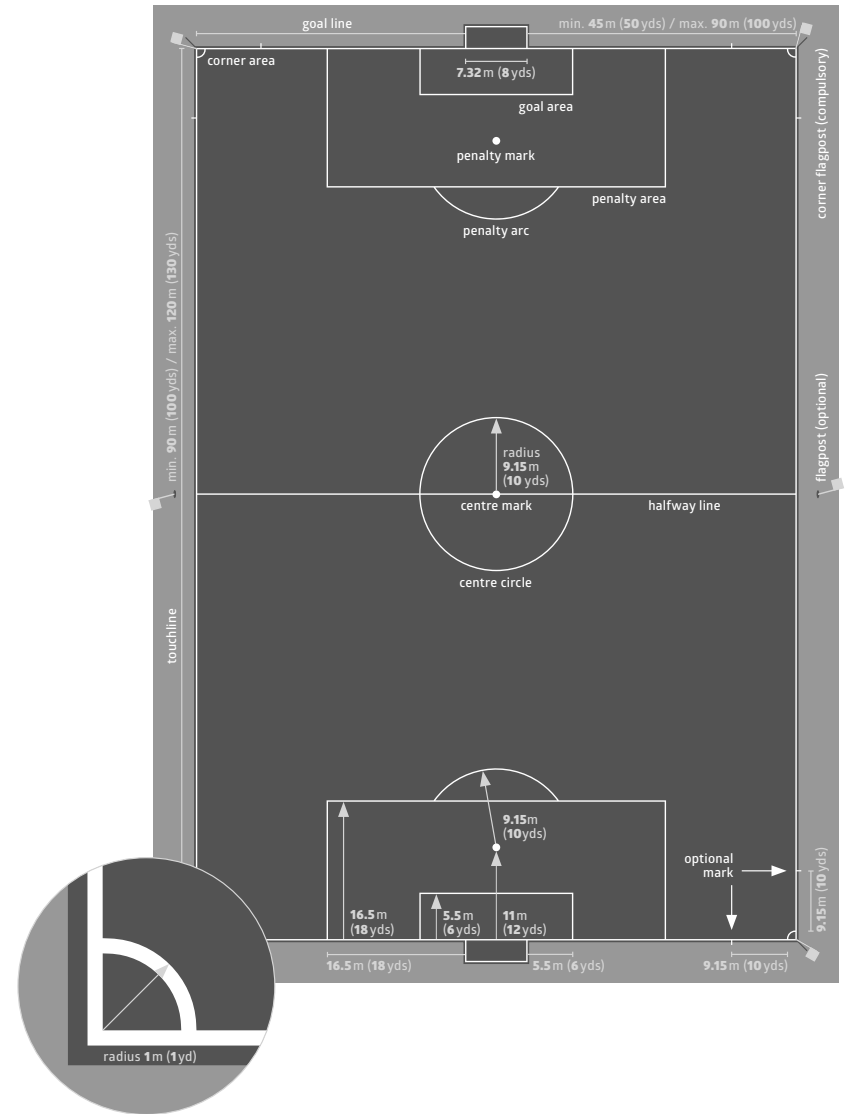 goal line
min. 45 m (50 yds) / max. 90 m (100 yds)
corner area
7.32 m (8 yds)
goal area
penalty mark
penalty area
penalty arc
corner flagpost (compulsory)
min. 90 m (100 yds) / max. 120 m (130 yds)
flagpost (optional)
radius
9.15 m
(10 yds)
centre mark
halfway line
centre circle
touchline
9.15 m
(10 yds)
optional
mark
9.15 m (10 yds)
16.5 m
(18 yds)
5.5 m
(6 yds)
11 m
(12 yds)
16.5 m (18 yds)
5.5 m (6 yds)
9.15 m (10 yds)
radius 1 m (1 yd)